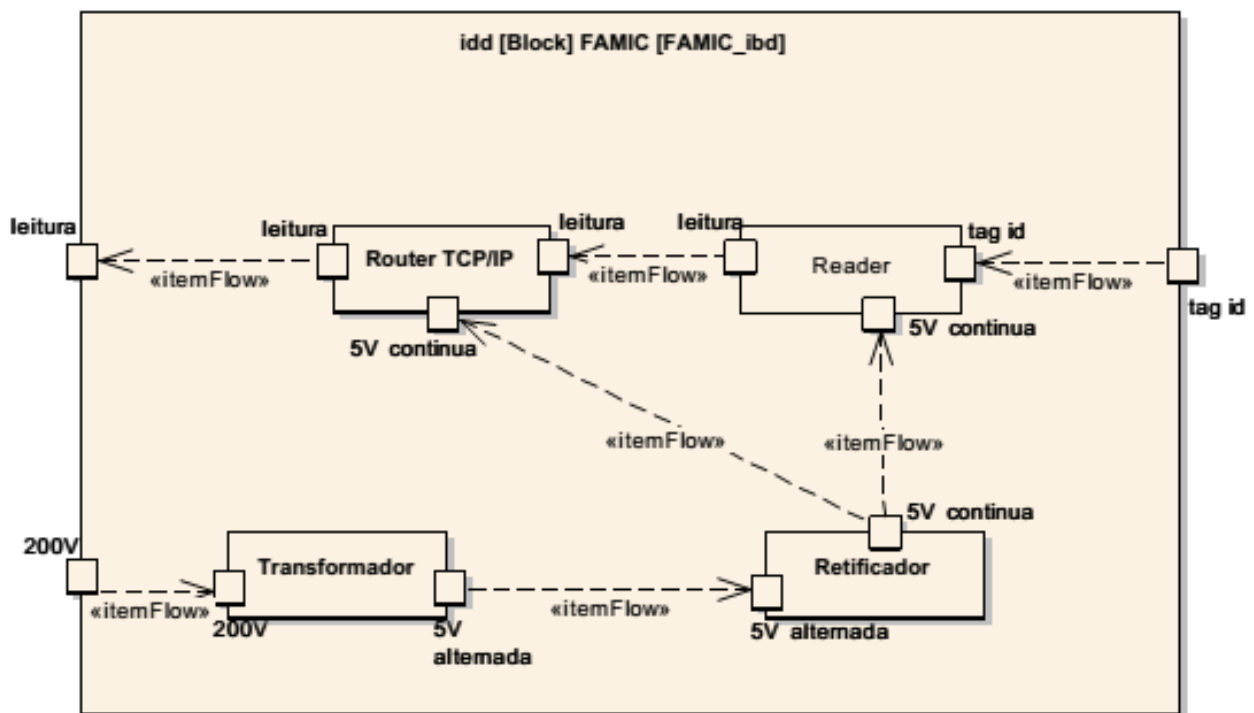 idd [Block] FAMIC [FAMIC_ibd]
leitura
leitura
leitura
leitura
tag id
Router TCP/IP
Reader
«itemFlow»
«itemFlow»
«itemFlow»
tag id
5V continua
5V continua
«itemFlow»
«itemFlow»
5V continua
200V
Transformador
Retificador
«itemFlow»
«itemFlow»
200V
5V
alternada
5V alternada